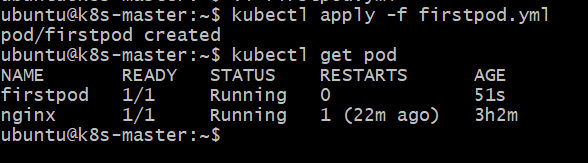 ubuntu@k8s-master:~$ kubectl apply -f firstpod.yml
pod/firstpod created
ubuntu@k8s-master:~$ kubectl get pod
NAME READY STATUS RESTARTS AGE
firstpod 1/1 Running 0 51s
nginx 1/1 Running 1 (22m ago) 3h2m
ubuntu@k8s-master:~$